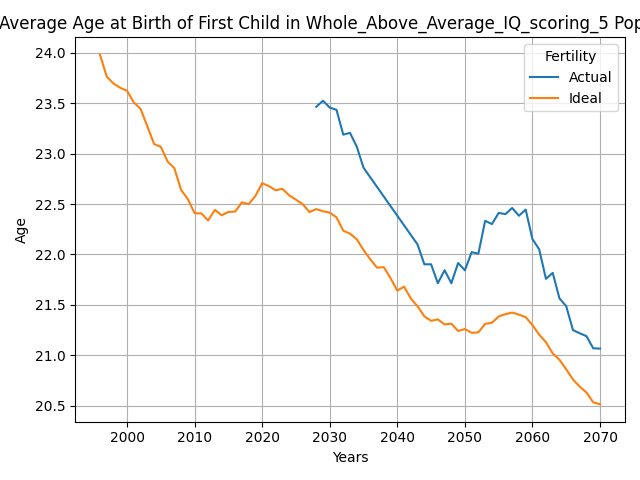 Average Age at Birth of First Child in Whole_Above_Average_IQ_scoring_5 Pop
Fertility
Actual
Ideal
24.0
23.5
23.0
22.5
22.0
21.5
21.0
20.5
Age
2000 2010 2020 2030 2040 2050 2060 2070
Years